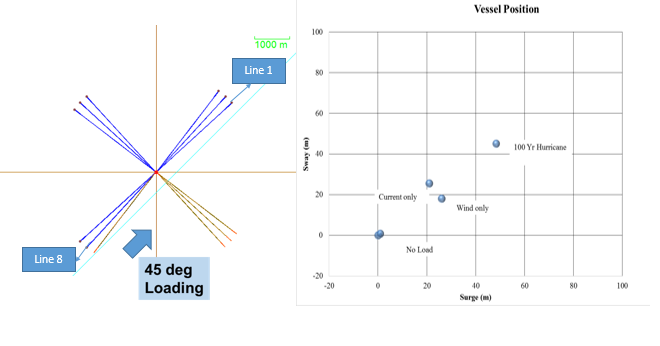 1000 m
Line 1
Line 8
45 deg
Loading
Vessel Position
Sway (m)
100
80
60
40
20
0
-20
100 Yr Hurricane
Current only
Wind only
No Load
-20 0 20 40 60 80 100
Surge (m)